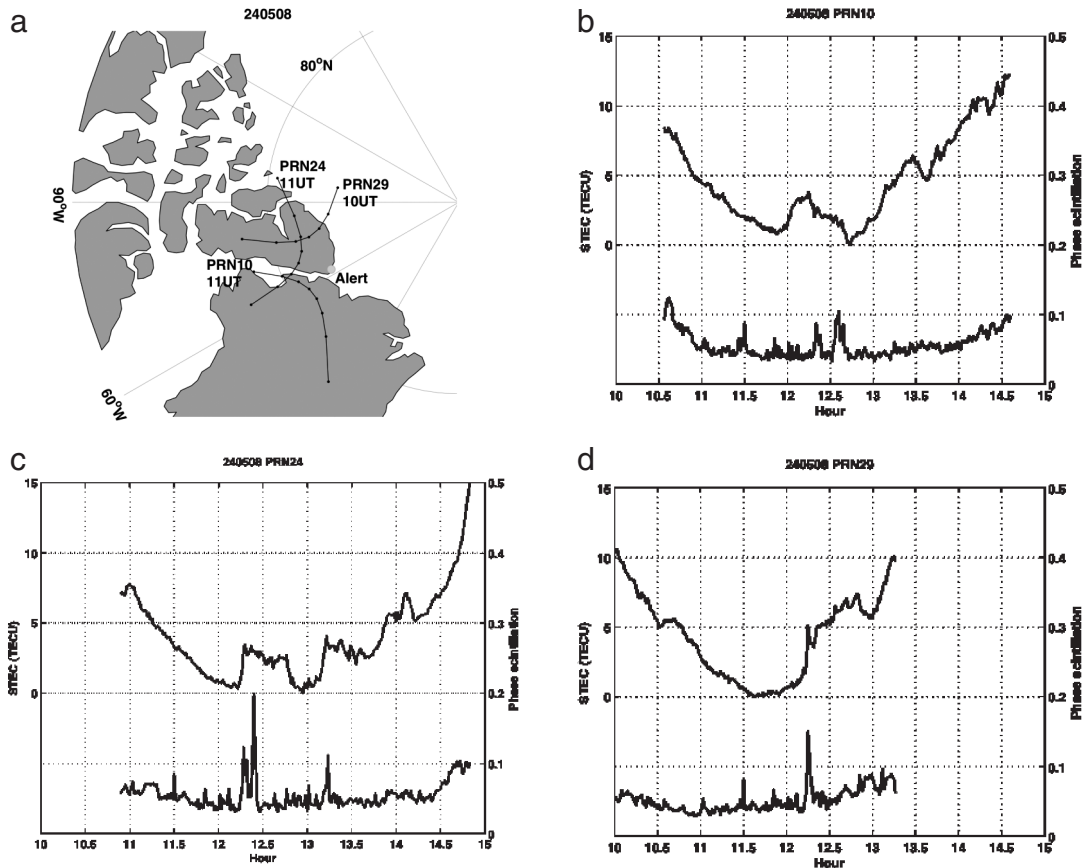 a
240508
80°N
PRN24
11UT
PRN29
10UT
90°W
PRN10
11UT
Alert
60°W
b
240508 PRN10
15
10
5
0
STEC (TECU)
0.5
0.4
0.3
0.2
0.1
0
Phase scintillation
10 10.5 11 11.5 12 12.5 13 13.5 14 14.5 15
Hour
c
240508 PRN24
15
10
5
0
STEC (TECU)
0.5
0.4
0.3
0.2
0.1
0
Phase scintillation
10 10.5 11 11.5 12 12.5 13 13.5 14 14.5 15
Hour
d
240508 PRN29
15
10
5
0
STEC (TECU)
0.5
0.4
0.3
0.2
0.1
0
Phase scintillation
10 10.5 11 11.5 12 12.5 13 13.5 14 14.5 15
Hour